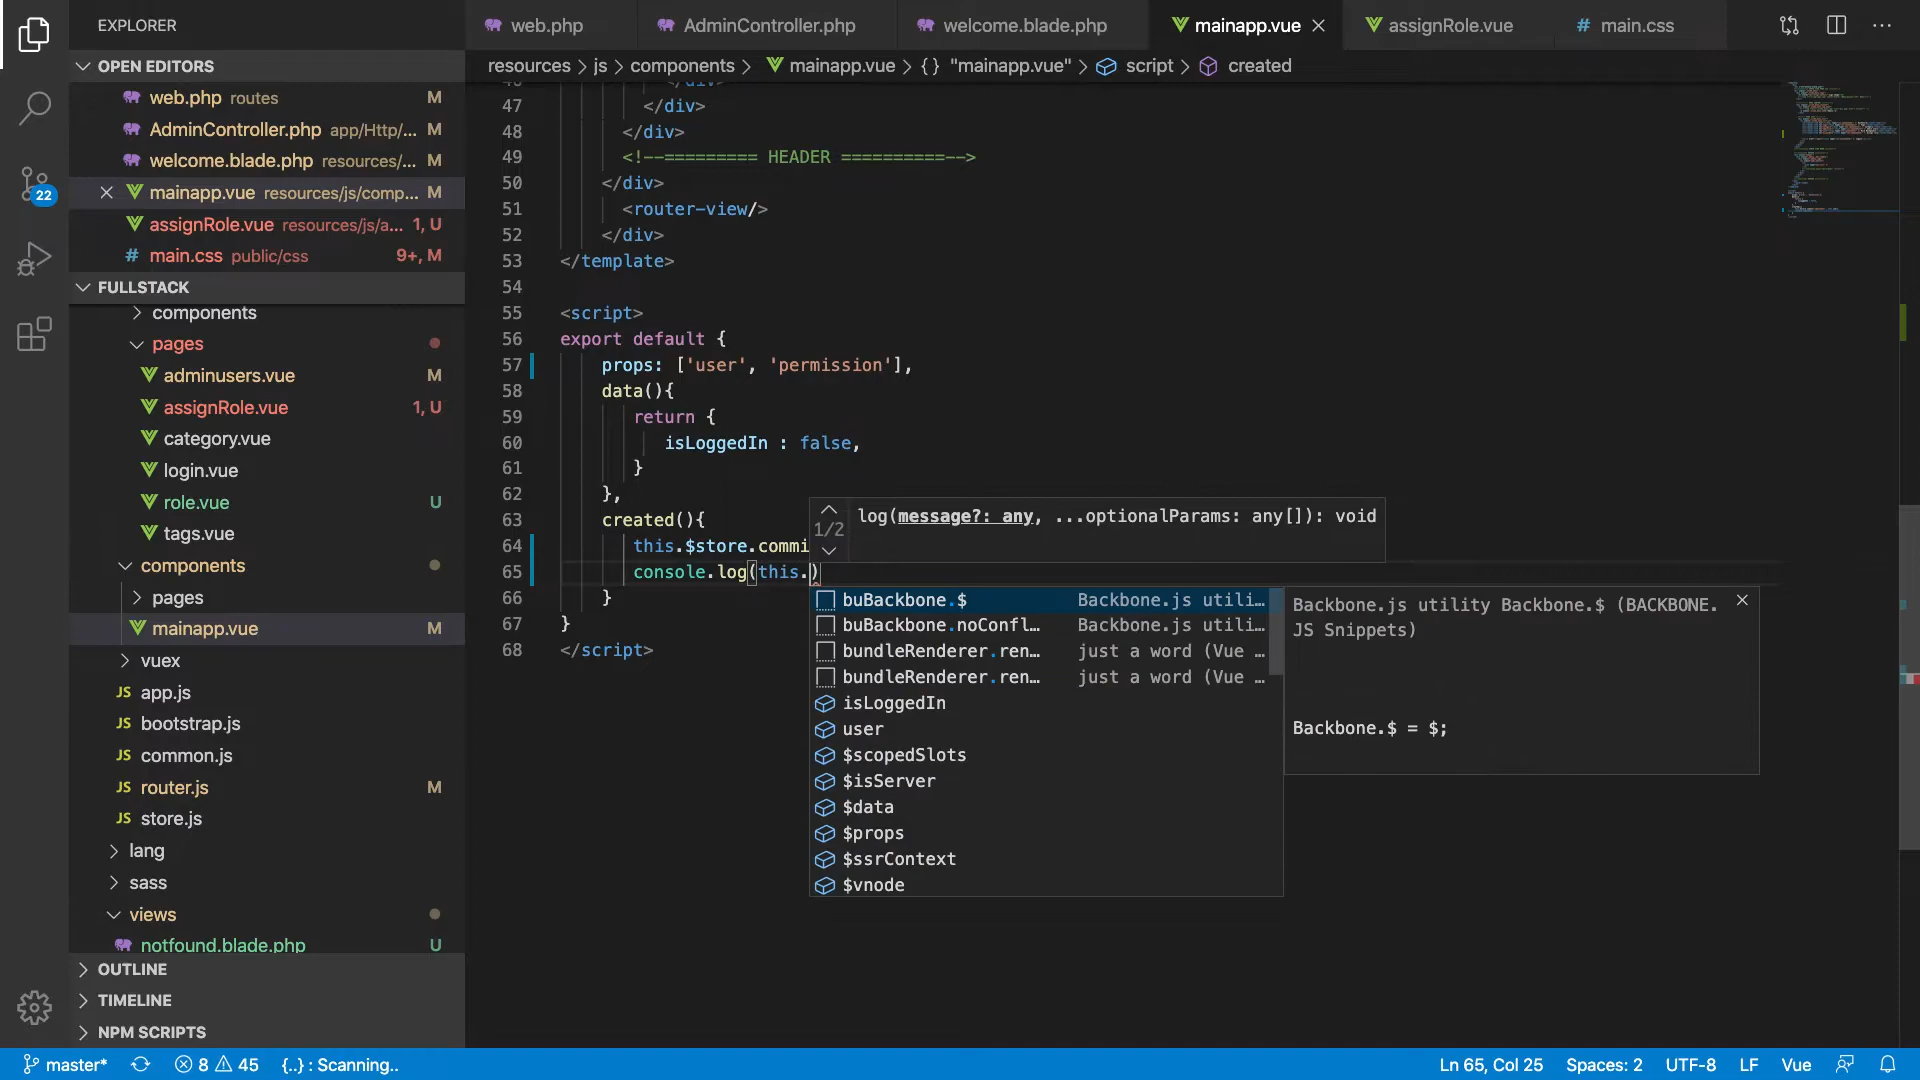 EXPLORER
web.php
AdminController.php
welcome.blade.php
mainapp.vue
assignRole.vue
# main.css
resources > js > components > mainapp.vue > {} "mainapp.vue" > script > created
OPEN EDITORS
web.php routes M
AdminController.php app/Http/... M
welcome.blade.php resources/... M
mainapp.vue resources/js/comp... M
assignRole.vue resources/js/a... 1, U
# main.css public/css 9+, M
22
FULLSTACK
components
pages
adminusers.vue M
assignRole.vue 1, U
category.vue
login.vue
role.vue U
tags.vue
components
pages
mainapp.vue M
vuex
JS app.js
JS bootstrap.js
JS common.js
JS router.js M
JS store.js
lang
sass
views
notfound.blade.php U
OUTLINE
TIMELINE
NPM SCRIPTS
47 </div>
48 </div>
49 <!--========= HEADER ==========-->
50 </div>
51 <router-view/>
52 </div>
53 </template>
54
55 <script>
56 export default {
57 props: ['user', 'permission'],
58 data(){
59 return {
60 isLoggedIn : false,
61 }
62 },
63 created(){
64 this.$store.commi
65 console.log(this.)
66 }
67 }
68 </script>
1/2
log(message?: any, ...optionalParams: any[]): void
buBackbone.$ Backbone.js utili…
buBackbone.noConfl… Backbone.js utili…
bundleRenderer.ren… just a word (Vue …
bundleRenderer.ren… just a word (Vue …
isLoggedIn
user
$scopedSlots
$isServer
$data
$props
$ssrContext
$vnode
Backbone.js utility Backbone.$ (BACKBONE.
JS Snippets)
Backbone.$ = $;
master* 8 45 {..} : Scanning..
Ln 65, Col 25 Spaces: 2 UTF-8 LF Vue